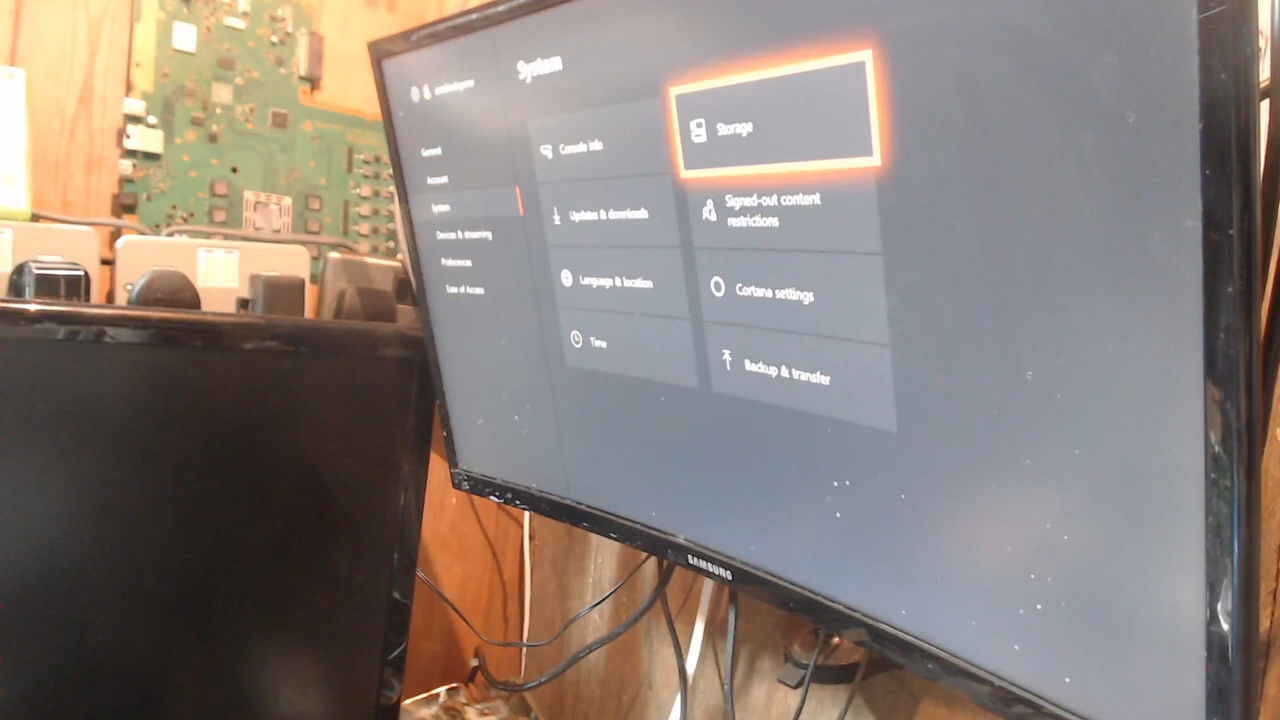 System
General
Account
System
Devices & streaming
Preferences
Ease of Access
Console info
Updates & downloads
Language & location
Time
Storage
Signed-out content
restrictions
Cortana settings
Backup & transfer
SAMSUNG